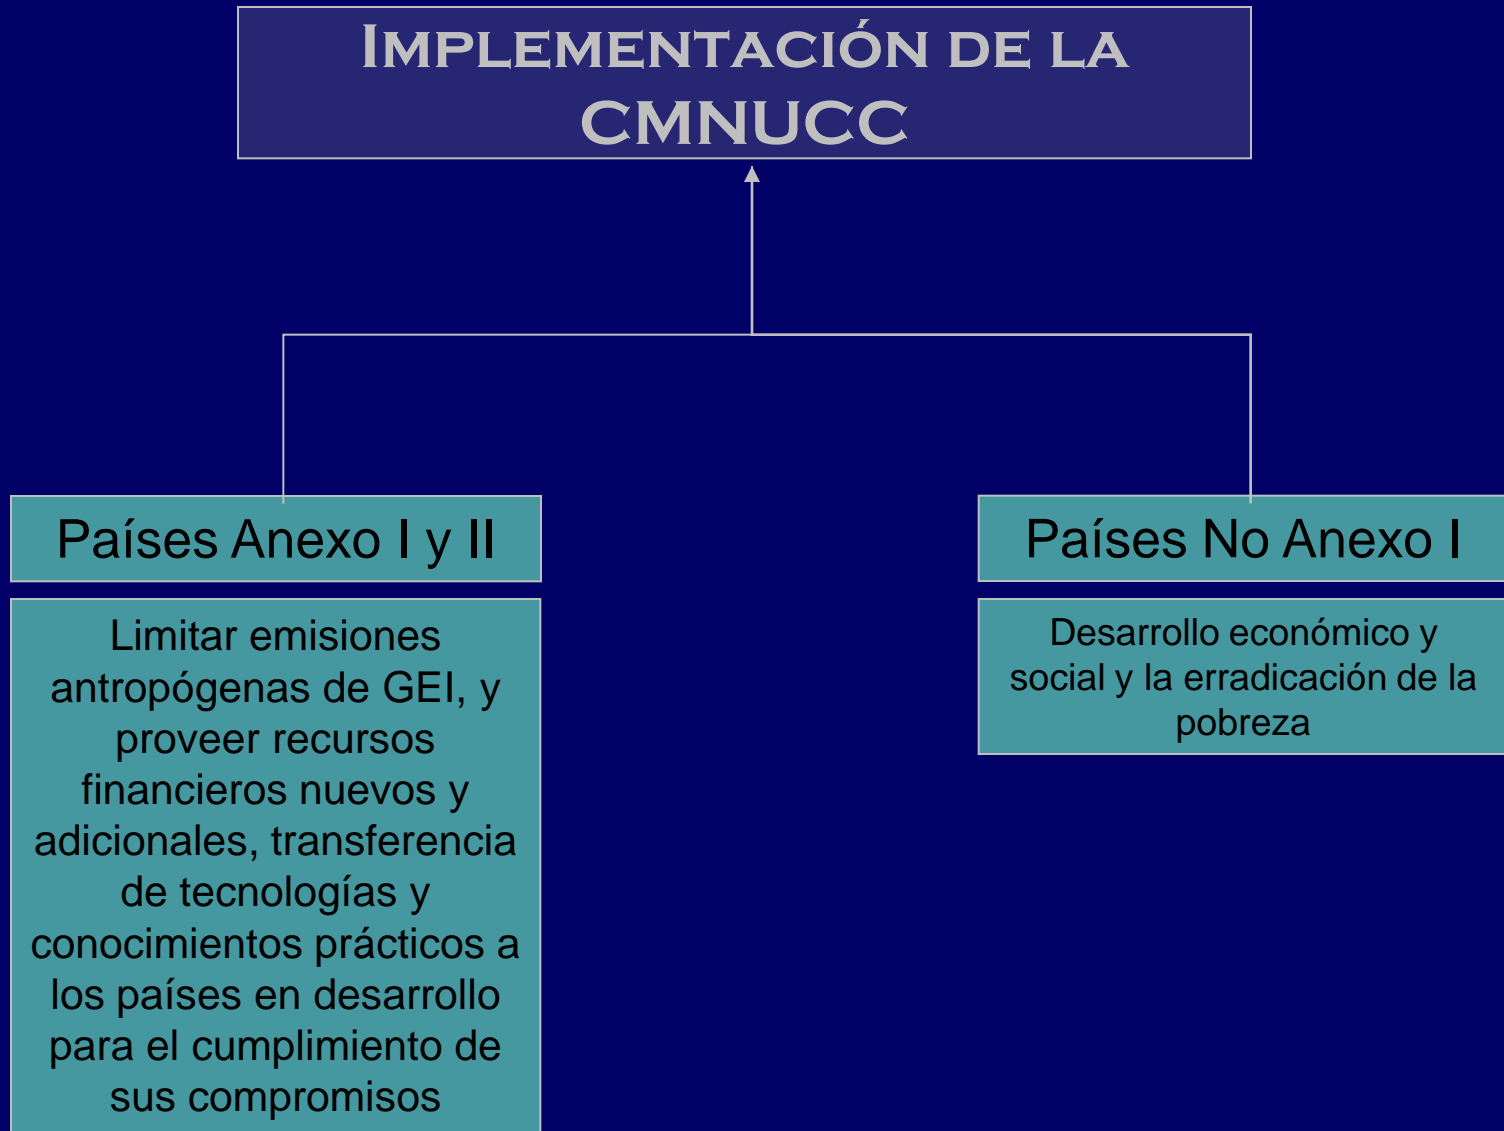 Implementación de la
CMNUCC
Países Anexo I y II
Limitar emisiones
antropógenas de GEI, y
proveer recursos
financieros nuevos y
adicionales, transferencia
de tecnologías y
conocimientos prácticos a
los países en desarrollo
para el cumplimiento de
sus compromisos
Países No Anexo I
Desarrollo económico y
social y la erradicación de la
pobreza